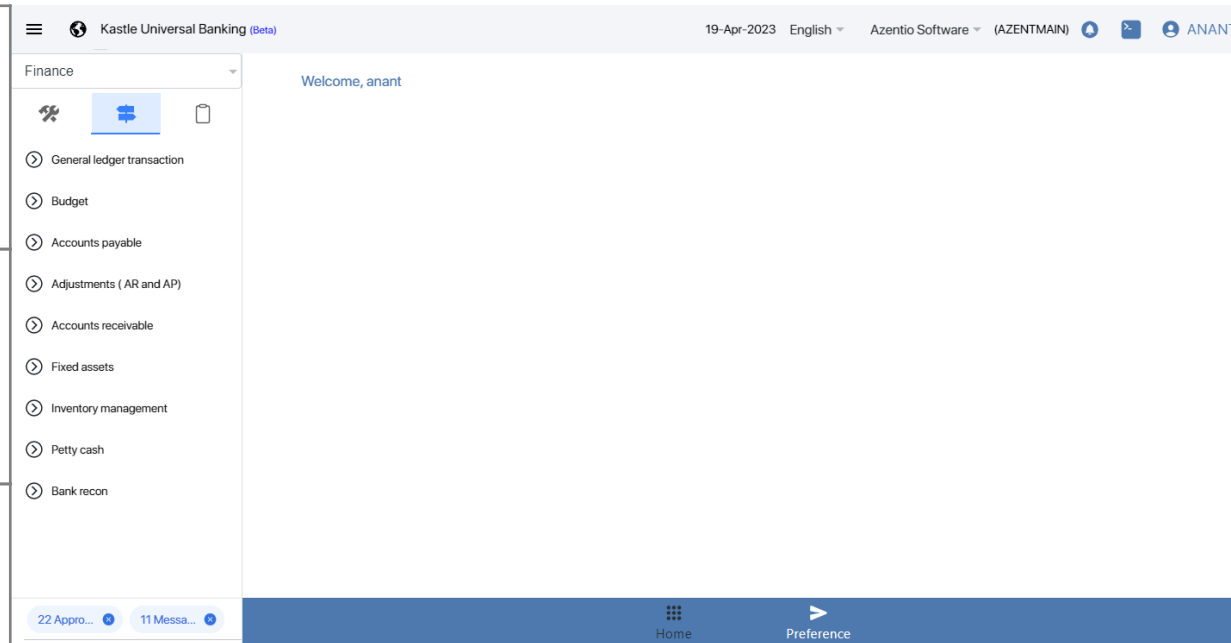 Kastle Universal Banking (Beta) 19-Apr-2023 English Azentio Software (AZENTMAIN) ANANT
Finance
Welcome, anant
General ledger transaction
Budget
Accounts payable
Adjustments ( AR and AP)
Accounts receivable
Fixed assets
Inventory management
Petty cash
Bank recon
22 Appro... 11 Messa...
Home Preference